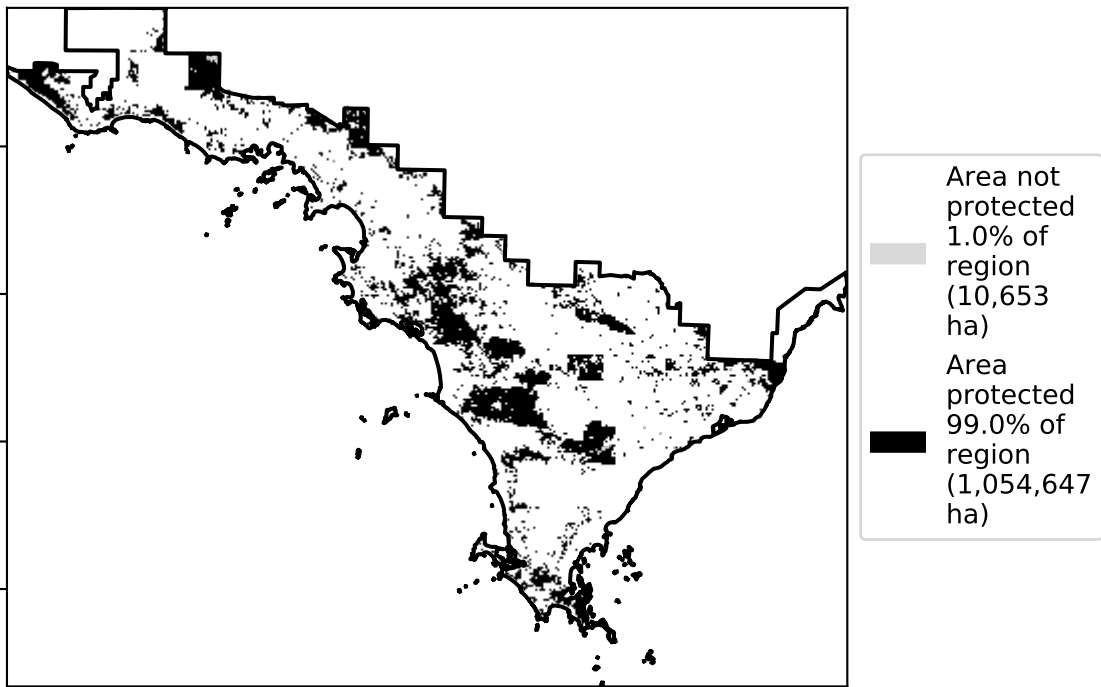 Area not
protected
1.0% of
region
(10,653
ha)
Area
protected
99.0% of
region
(1,054,647
ha)